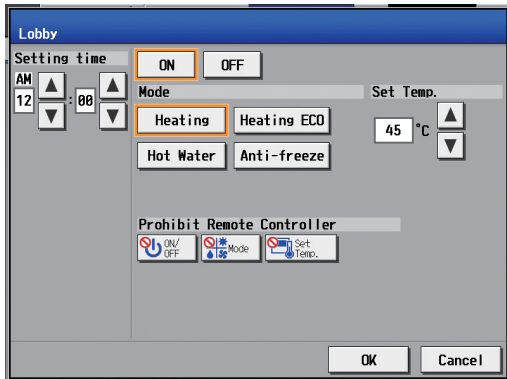 Lobby
Setting time
AM
12 : 00
ON OFF
Mode
Heating Heating ECO
Hot Water Anti-freeze
Set Temp.
45 °C
Prohibit Remote Controller
ON/
OFF
Mode
Set
Temp.
OK Cancel